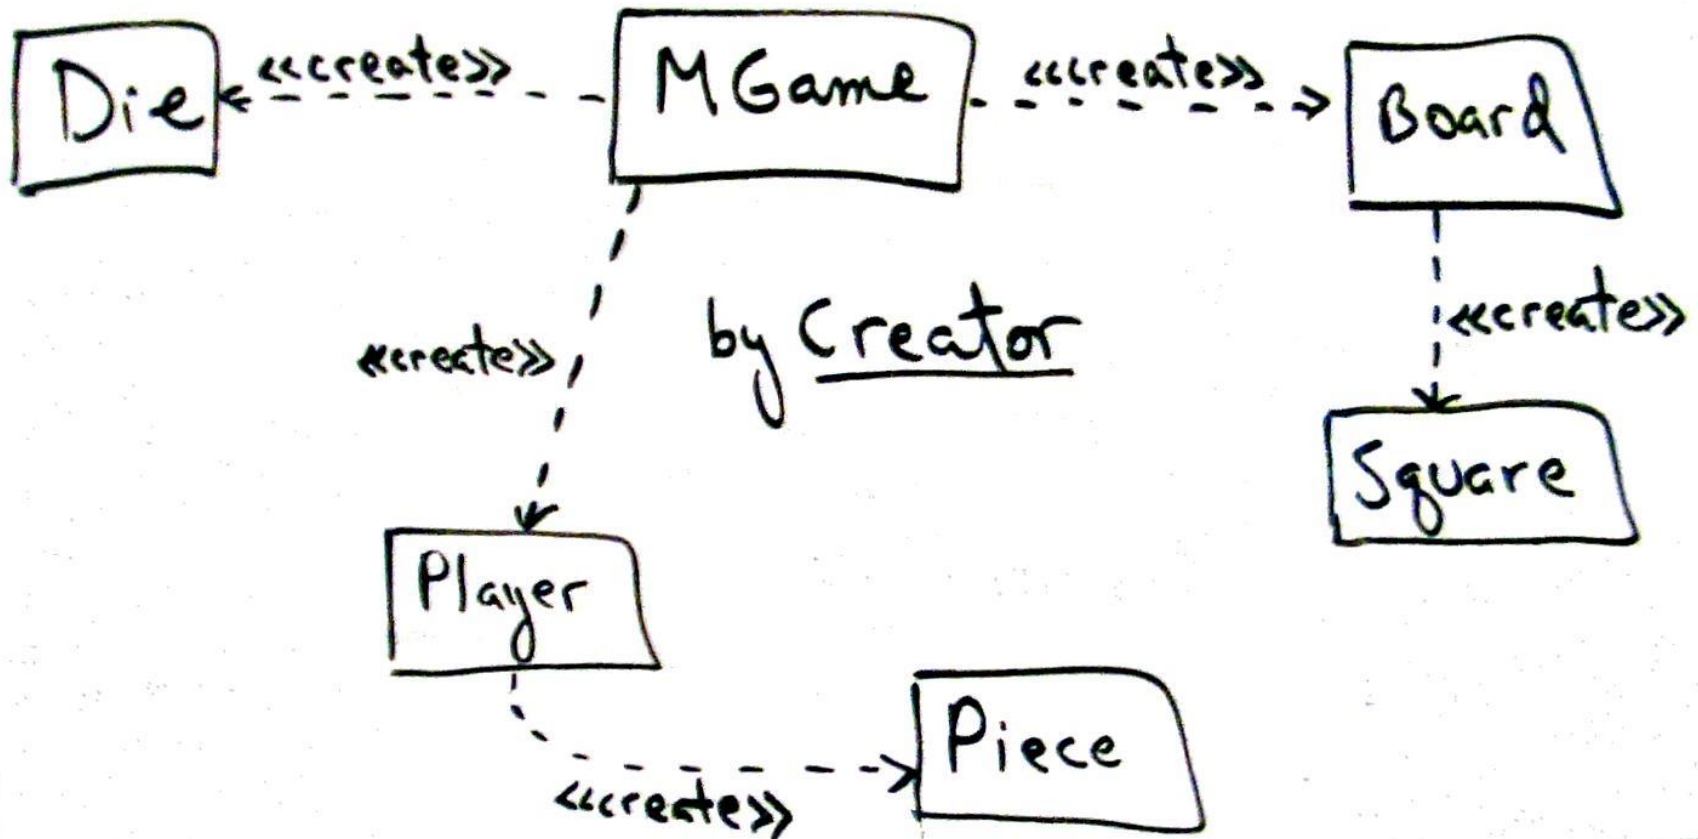 Die
<<create>>
MGame
<<create>>
Board
<<create>>
by Creator
<<create>>
Square
Player
Piece
<<create>>